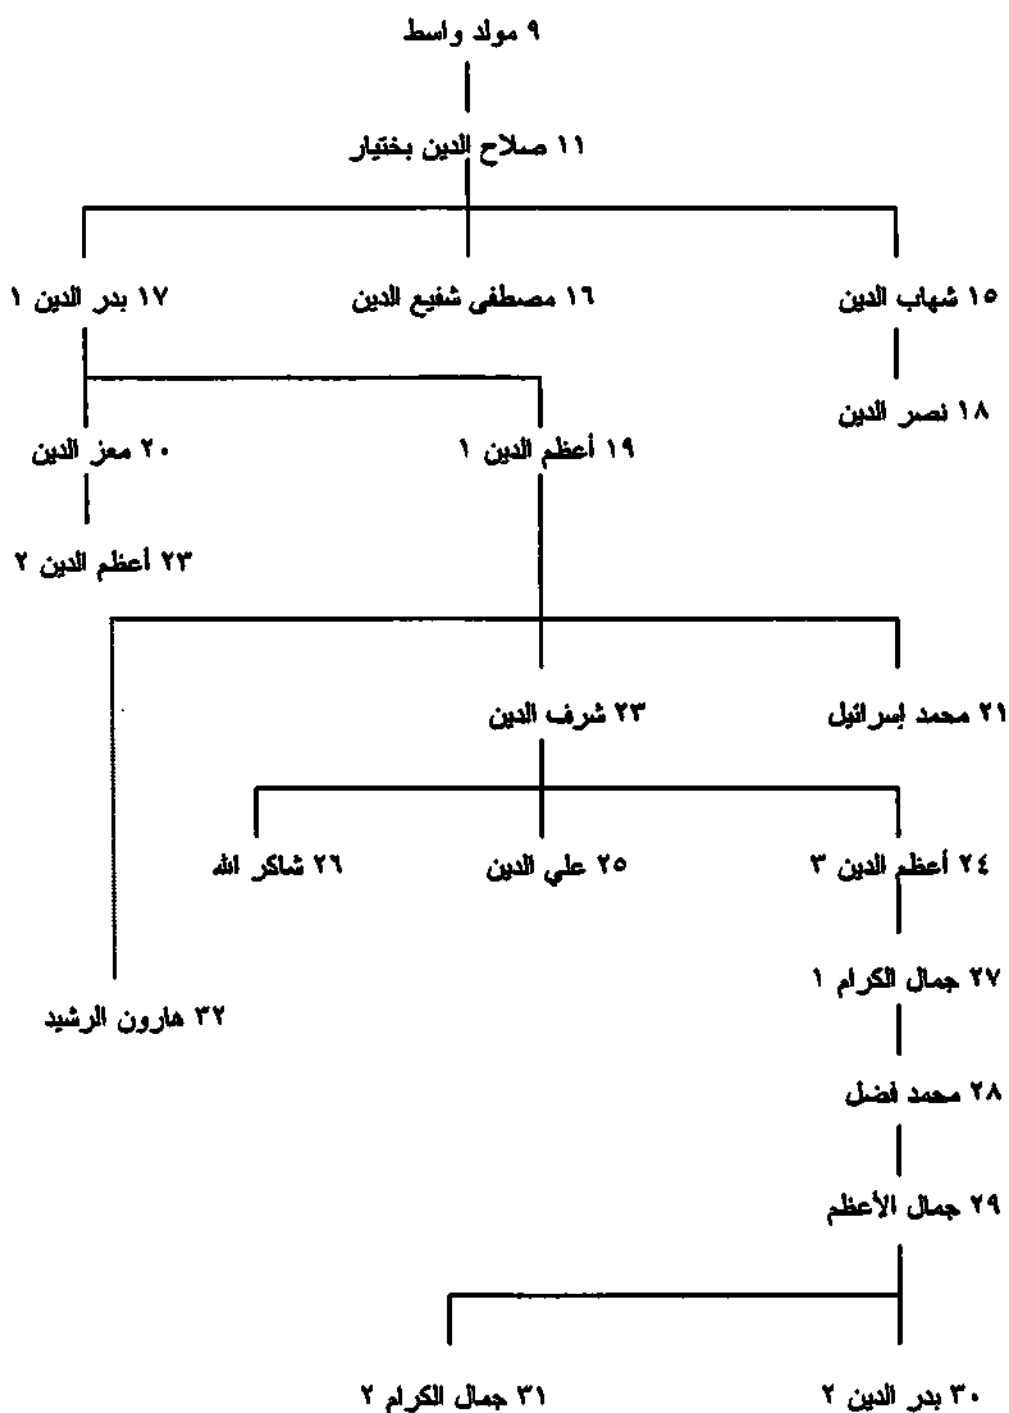 ٩ مولد واسط
١١ صلاح الدين بختيار
١٥ شهاب الدين
١٦ مصطفى شفيع الدين
١٧ بدر الدين ١
١٨ نصر الدين
١٩ أعظم الدين ١
٢٠ معز الدين
٢٣ أعظم الدين ٢
٢١ محمد إسرائيل
٢٣ شرف الدين
٢٤ أعظم الدين ٣
٢٥ علي الدين
٢٦ شاكر الله
٢٧ جمال الكرام ١
٣٢ هارون الرشيد
٢٨ محمد فضل
٢٩ جمال الأعظم
٣٠ بدر الدين ٢
٣١ جمال الكرام ٢